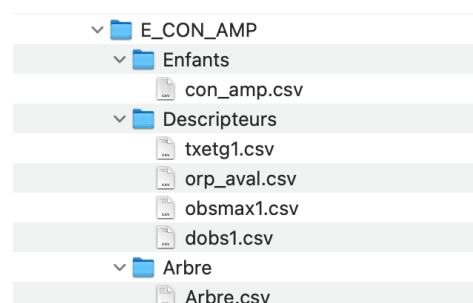 E_CON_AMP
Enfants
con_amp.csv
Descripteurs
txetg1.csv
orp_aval.csv
obsmax1.csv
dobs1.csv
Arbre
Arbre.csv